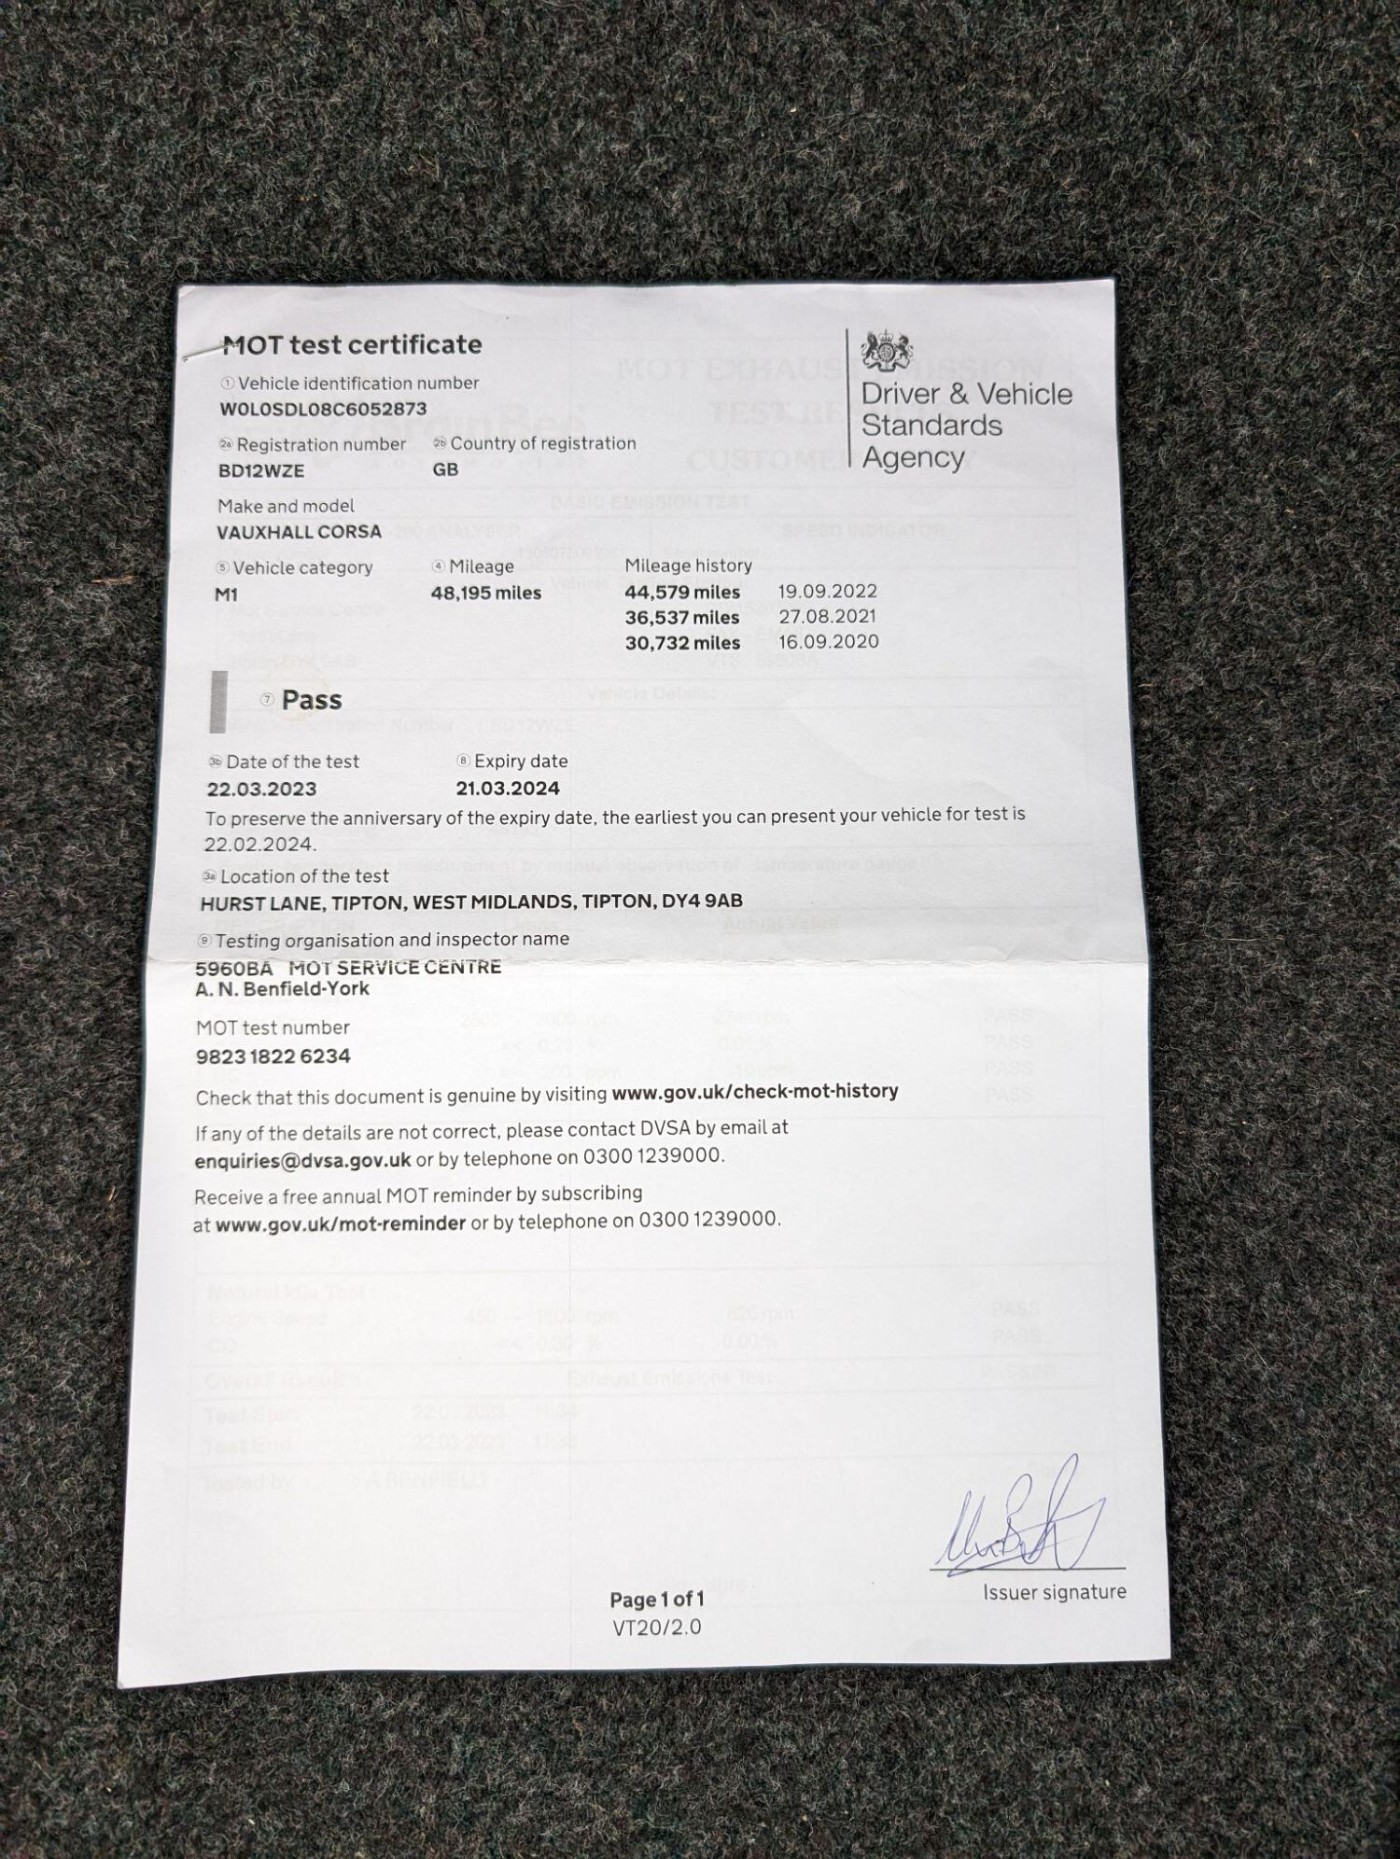 MOT test certificate
① Vehicle identification number
W0L0SDL08C6052873
2a Registration number 2b Country of registration
BD12WZE GB
Make and model
VAUXHALL CORSA
⑤ Vehicle category ④ Mileage Mileage history
M1 48,195 miles 44,579 miles 19.09.2022
36,537 miles 27.08.2021
30,732 miles 16.09.2020
Driver & Vehicle
Standards
Agency
⑦ Pass
3b Date of the test ⑧ Expiry date
22.03.2023 21.03.2024
To preserve the anniversary of the expiry date, the earliest you can present your vehicle for test is
22.02.2024.
3a Location of the test
HURST LANE, TIPTON, WEST MIDLANDS, TIPTON, DY4 9AB
⑨ Testing organisation and inspector name
5960BA MOT SERVICE CENTRE
A. N. Benfield-York
MOT test number
9823 1822 6234
Check that this document is genuine by visiting www.gov.uk/check-mot-history
If any of the details are not correct, please contact DVSA by email at
enquiries@dvsa.gov.uk or by telephone on 0300 1239000.
Receive a free annual MOT reminder by subscribing
at www.gov.uk/mot-reminder or by telephone on 0300 1239000.
Issuer signature
Page 1 of 1
VT20/2.0